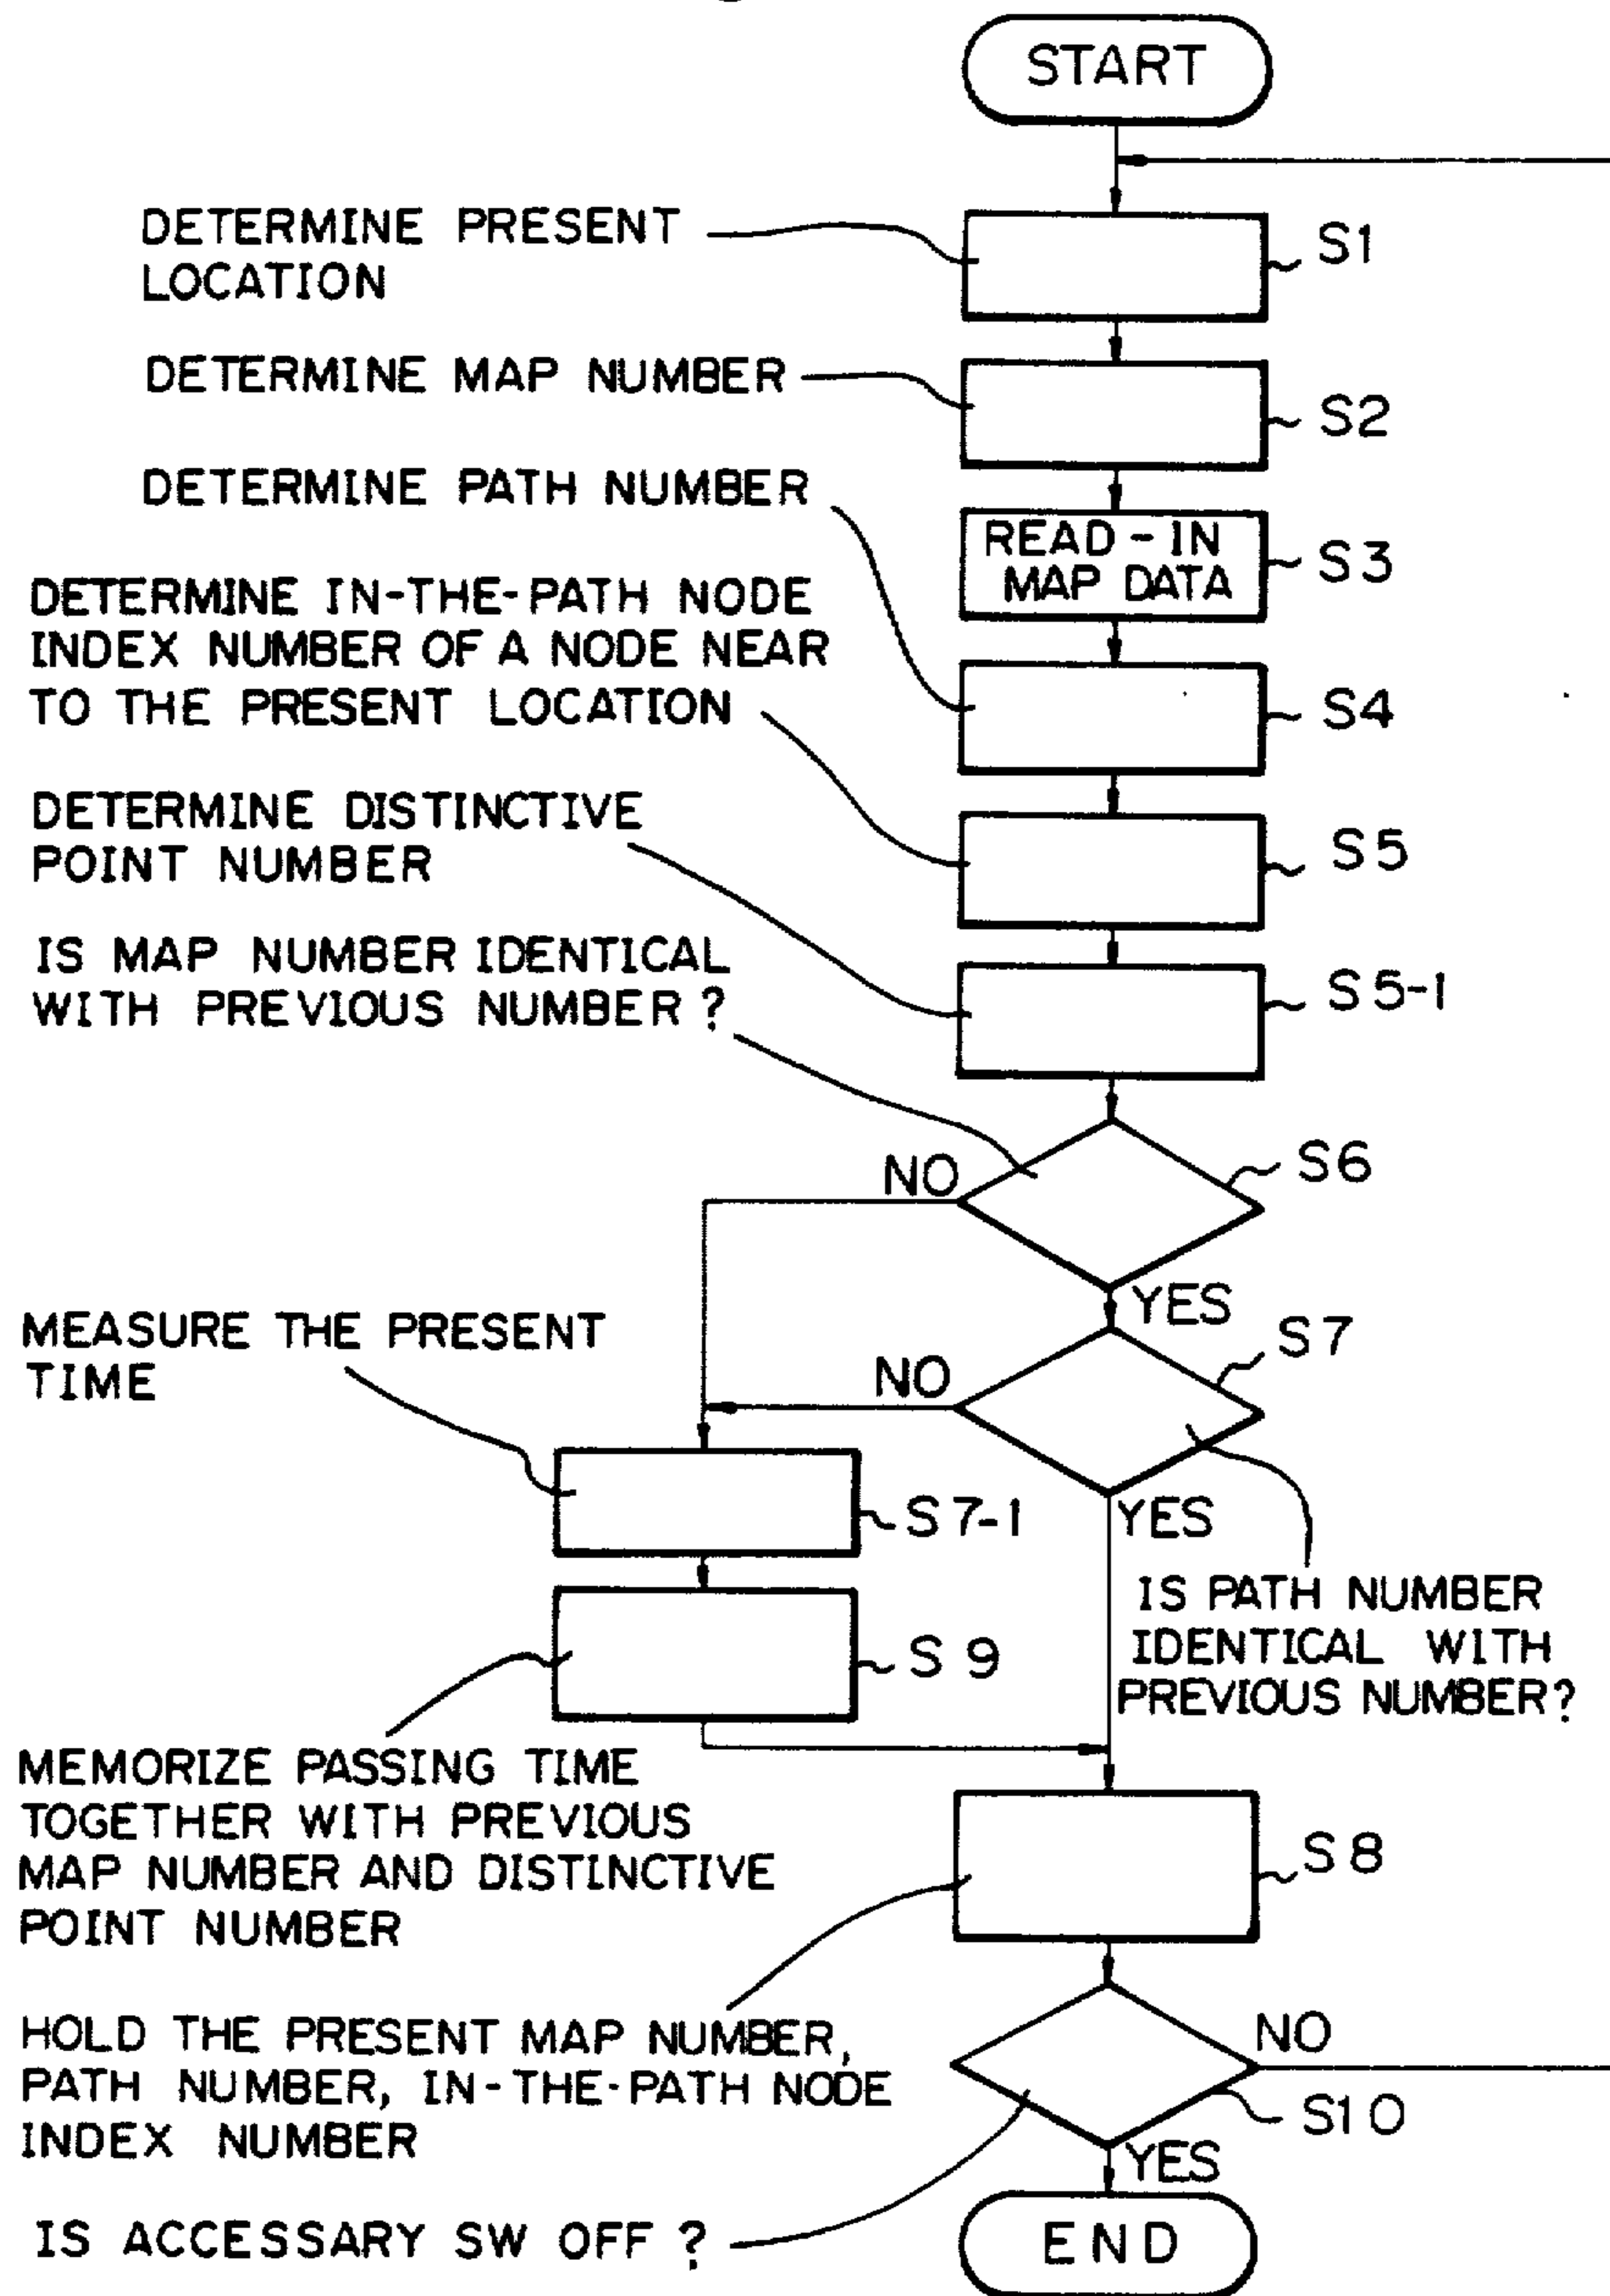 START
DETERMINE PRESENT
LOCATION
S1
DETERMINE MAP NUMBER
S2
DETERMINE PATH NUMBER
READ-IN
MAP DATA
S3
DETERMINE IN-THE-PATH NODE
INDEX NUMBER OF A NODE NEAR
TO THE PRESENT LOCATION
S4
DETERMINE DISTINCTIVE
POINT NUMBER
S5
IS MAP NUMBER IDENTICAL
WITH PREVIOUS NUMBER?
S5-1
NO
S6
YES
MEASURE THE PRESENT
TIME
NO
S7
S7-1
YES
IS PATH NUMBER
IDENTICAL WITH
PREVIOUS NUMBER?
S9
MEMORIZE PASSING TIME
TOGETHER WITH PREVIOUS
MAP NUMBER AND DISTINCTIVE
POINT NUMBER
S8
HOLD THE PRESENT MAP NUMBER,
PATH NUMBER, IN-THE-PATH NODE
INDEX NUMBER
NO
S10
YES
IS ACCESSARY SW OFF?
END